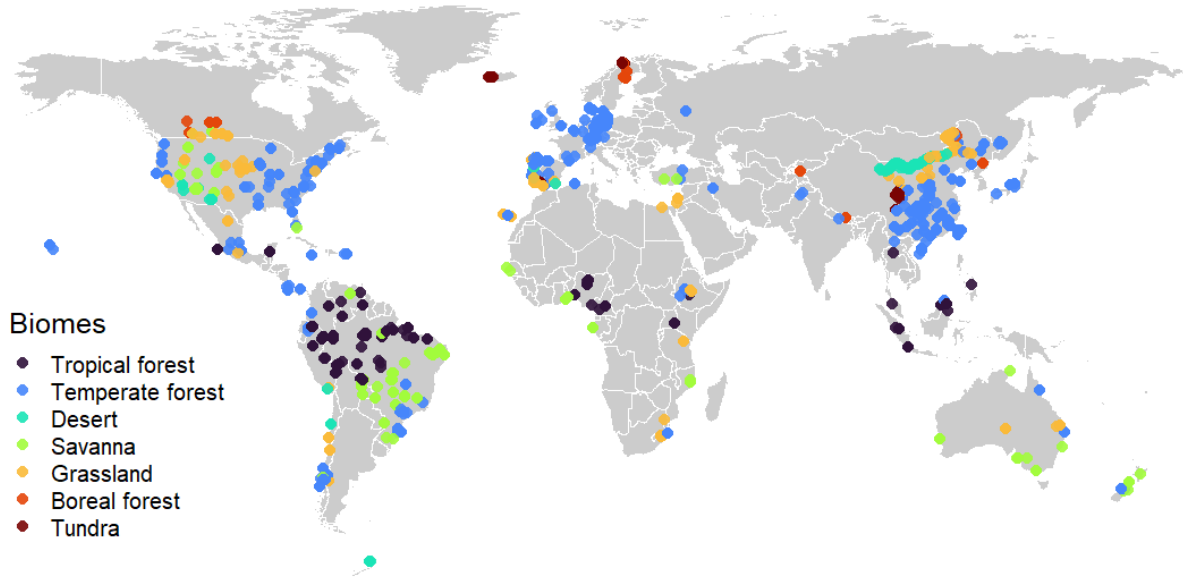 Biomes
Tropical forest
Temperate forest
Desert
Savanna
Grassland
Boreal forest
Tundra